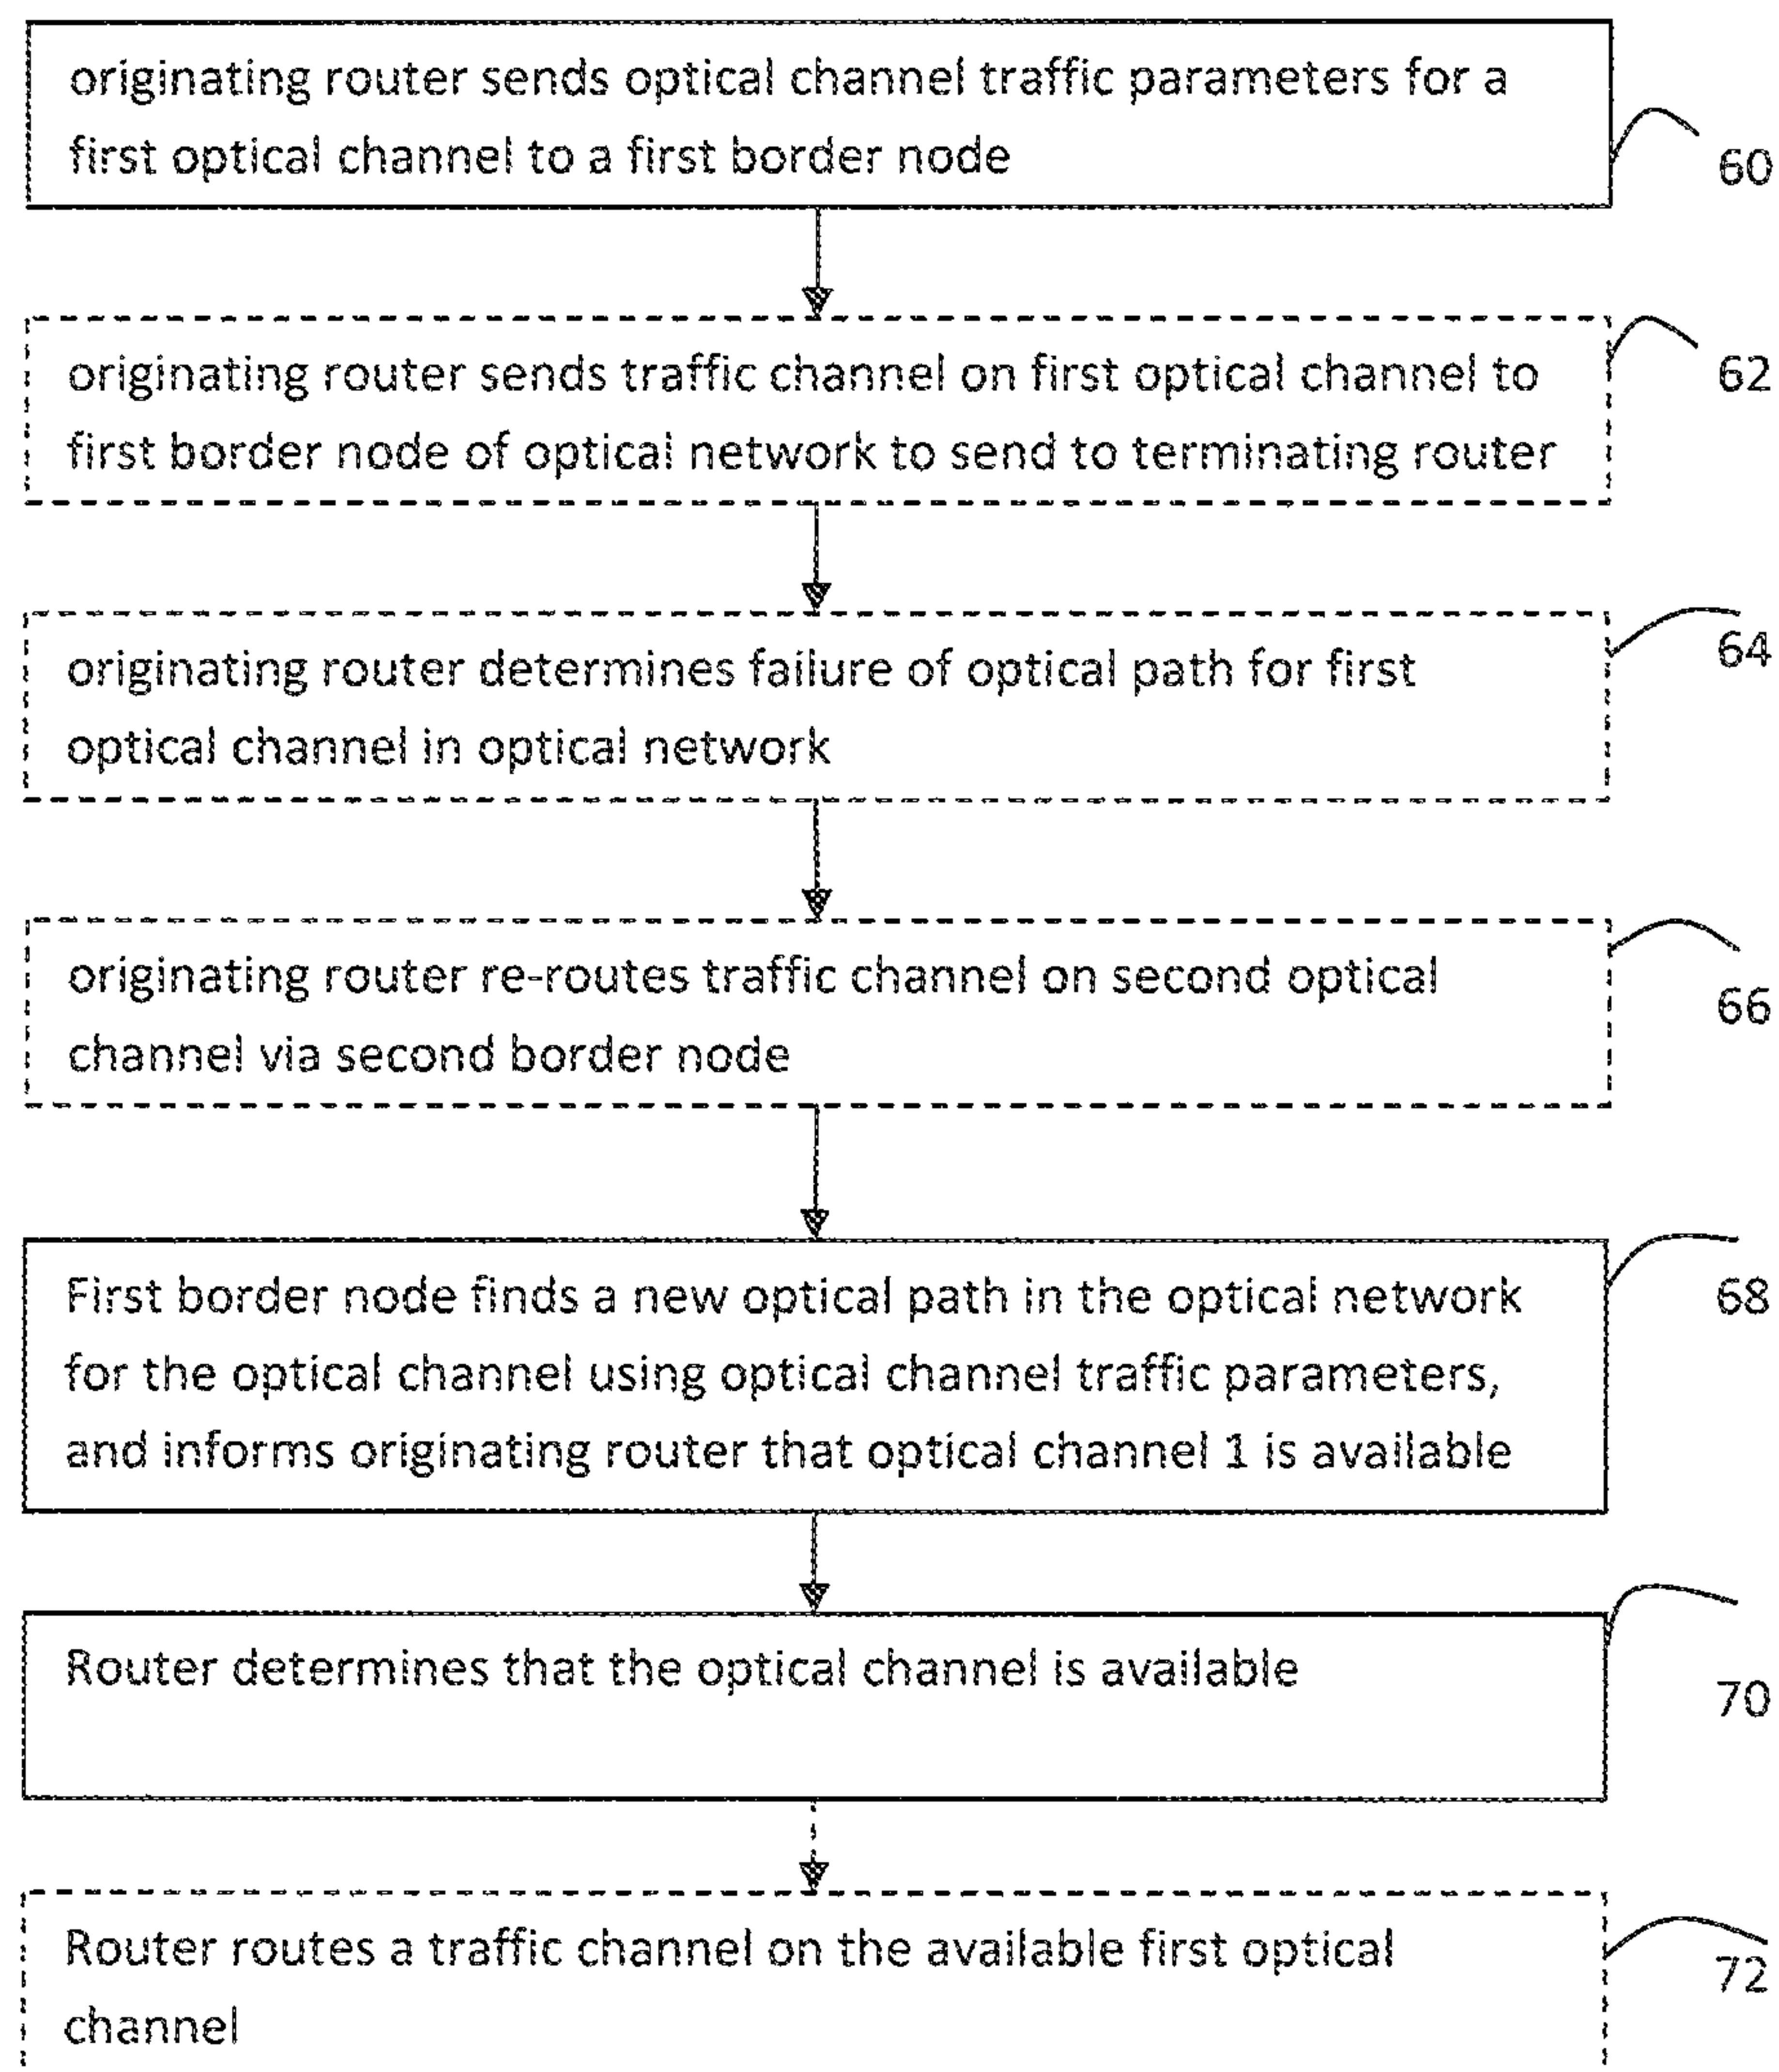 originating router sends optical channel traffic parameters for a
first optical channel to a first border node
60
originating router sends traffic channel on first optical channel to
first border node of optical network to send to terminating router
62
originating router determines failure of optical path for first
optical channel in optical network
64
originating router re-routes traffic channel on second optical
channel via second border node
66
First border node finds a new optical path in the optical network
for the optical channel using optical channel traffic parameters,
and informs originating router that optical channel 1 is available
68
Router determines that the optical channel is available
70
Router routes a traffic channel on the available first optical
channel
72